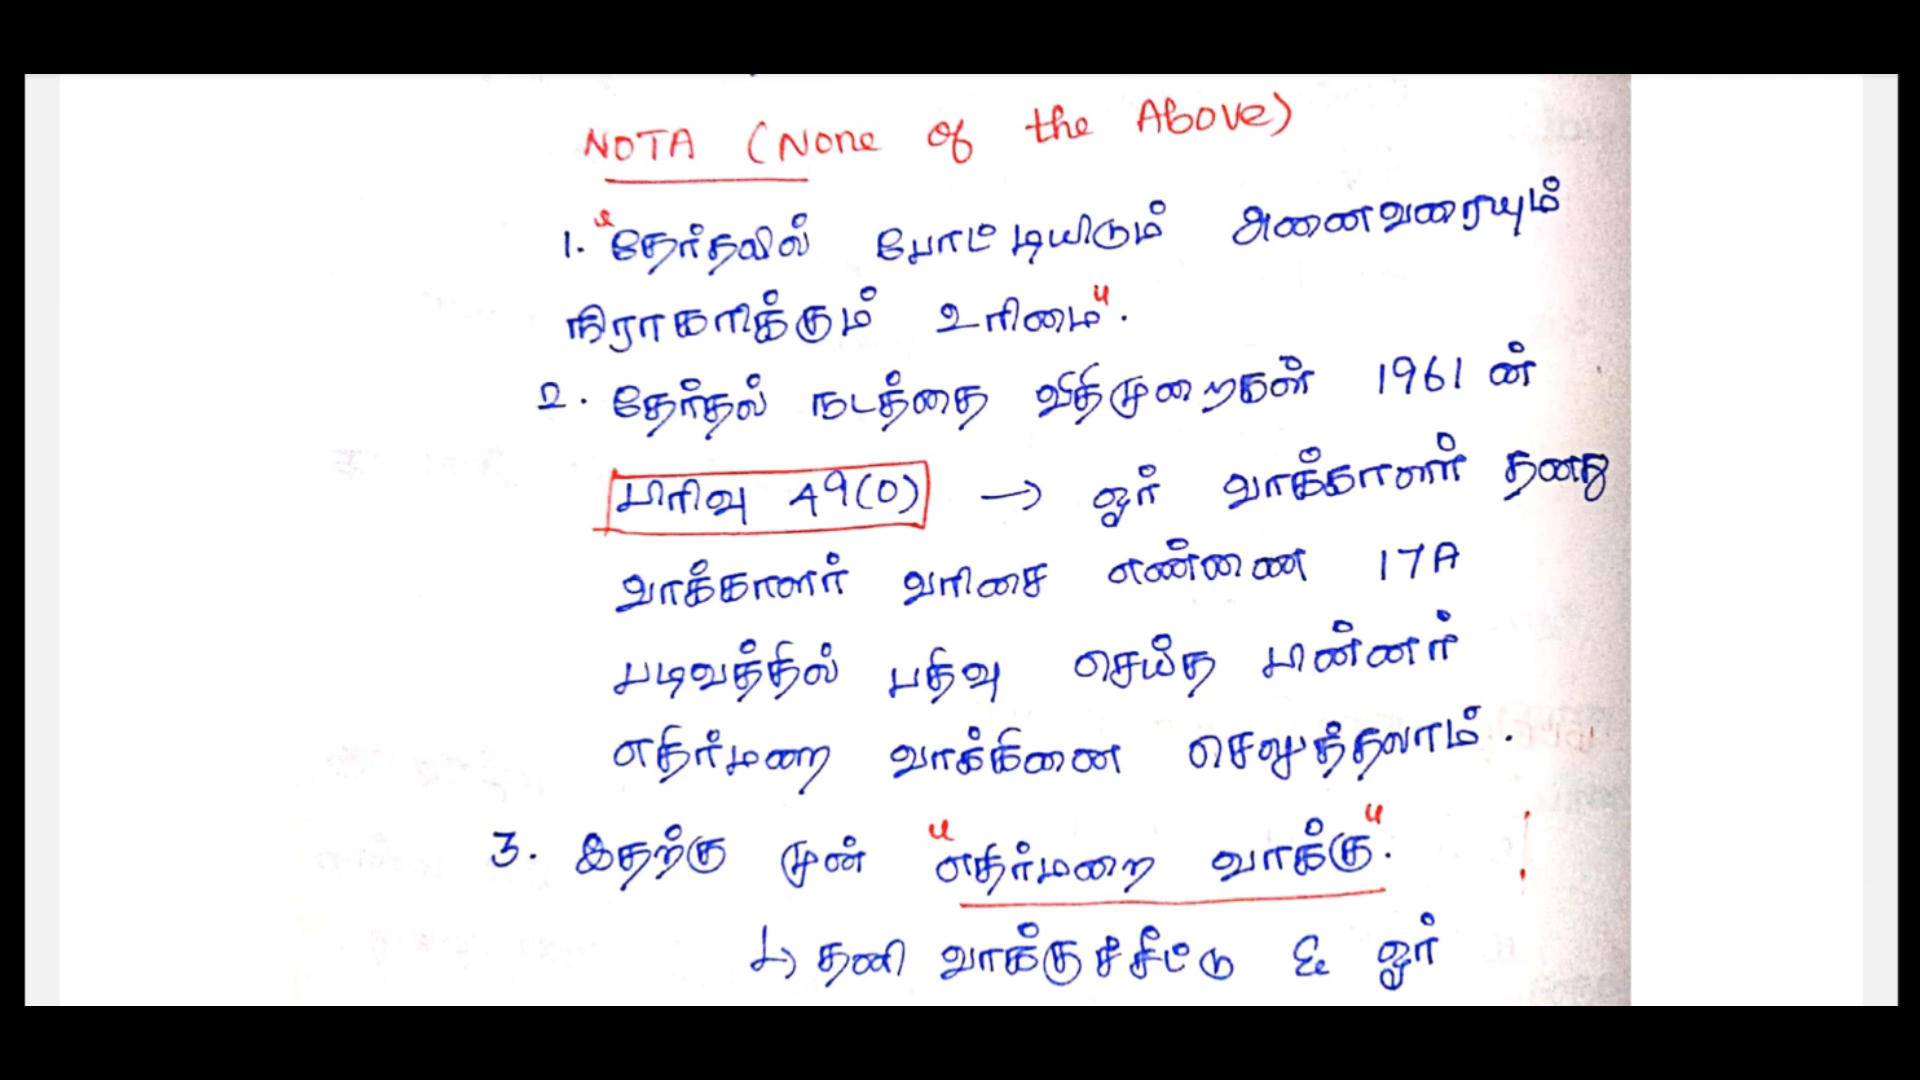 NOTA (None of the Above)
1. "தேர்தலில் போட்டியிடும் அனைவரையும்
நிராகரிக்கும் உரிமை".
2. தேர்தல் நடத்தை விதிமுறைகள் 1961 ன்
பிரிவு 49(O) → ஓர் வாக்காளர் தனது
வாக்காளர் வரிசை எண்ணை 17A
படிவத்தில் பதிவு செய்த பின்னர்
எதிர்மறை வாக்கினை செலுத்தலாம்.
3. இதற்கு முன் "எதிர்மறை வாக்கு".
↳ தனி வாக்குச்சீட்டு & ஓர்